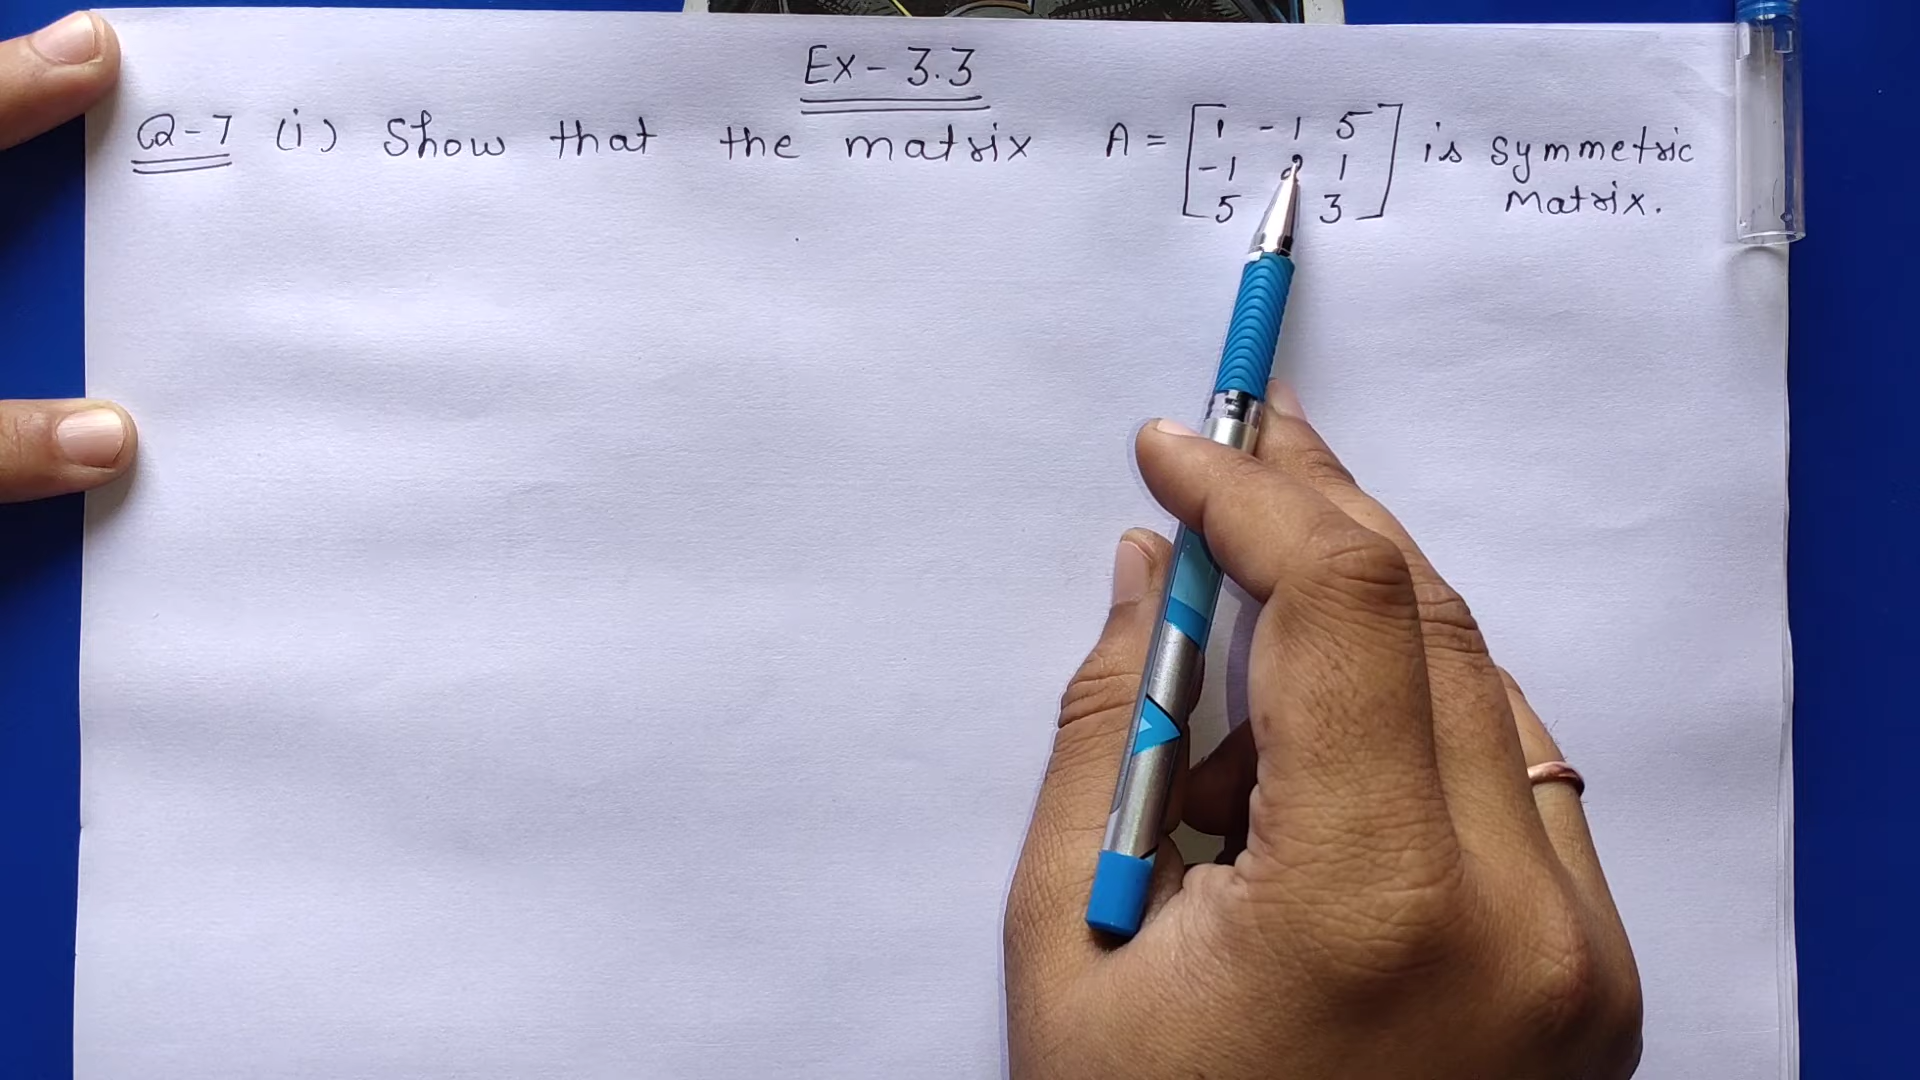 Ex - 3.3
Q-7 (i) Show that the matrix A = [ 1 -1 5 ] is symmetric
-1 2 1
5 3 Matrix.